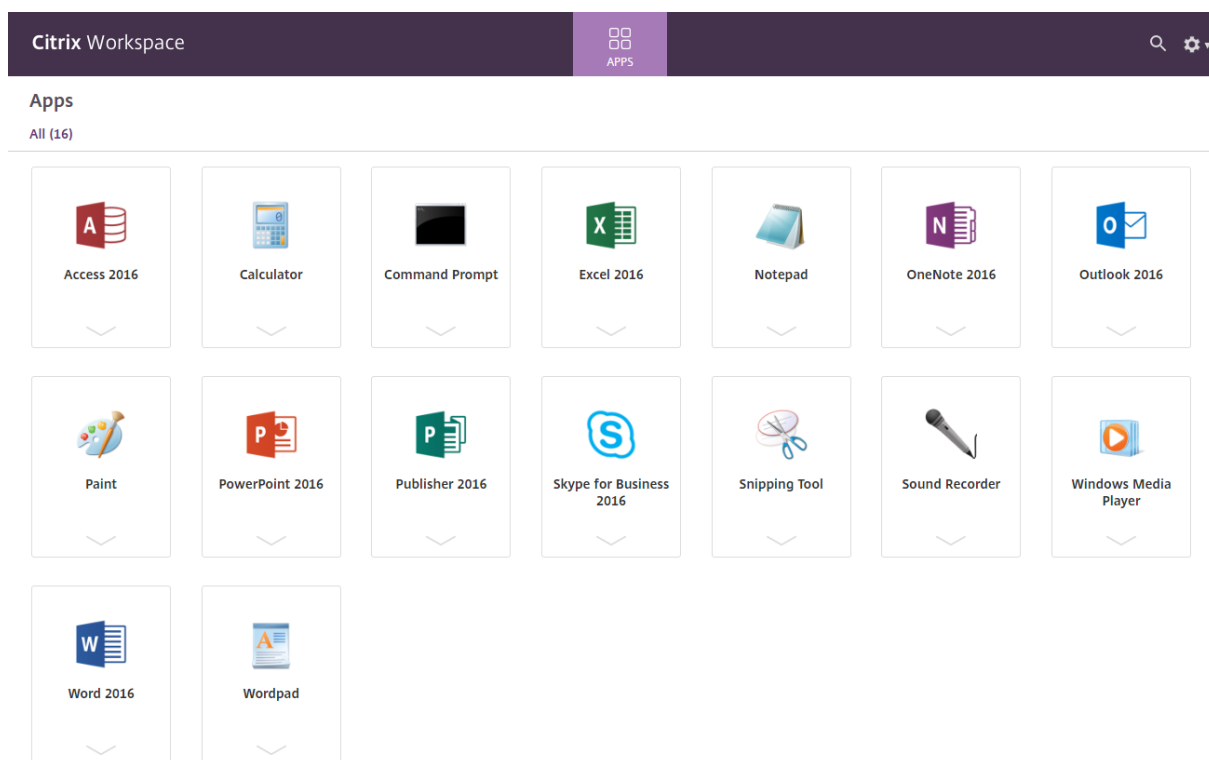 Citrix Workspace
APPS
Apps
All (16)
Access 2016
Calculator
Command Prompt
Excel 2016
Notepad
OneNote 2016
Outlook 2016
Paint
PowerPoint 2016
Publisher 2016
Skype for Business
2016
Snipping Tool
Sound Recorder
Windows Media
Player
Word 2016
Wordpad